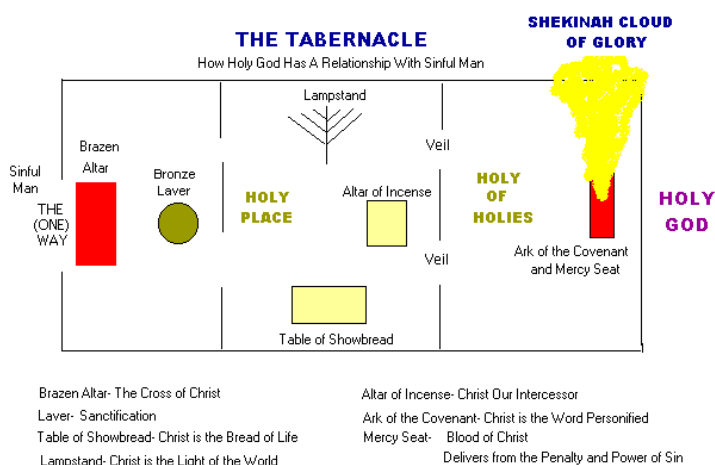 THE TABERNACLE
How Holy God Has A Relationship With Sinful Man
SHEKINAH CLOUD
OF GLORY
Lampstand
Brazen
Altar
Bronze
Laver
Veil
Sinful
Man
THE
(ONE)
WAY
HOLY
PLACE
Altar of Incense
HOLY
OF
HOLIES
HOLY
GOD
Veil
Ark of the Covenant
and Mercy Seat
Table of Showbread
Brazen Altar- The Cross of Christ
Laver- Sanctification
Table of Showbread- Christ is the Bread of Life
Lampstand- Christ is the Light of the World
Altar of Incense- Christ Our Intercessor
Ark of the Covenant- Christ is the Word Personified
Mercy Seat- Blood of Christ
Delivers from the Penalty and Power of Sin